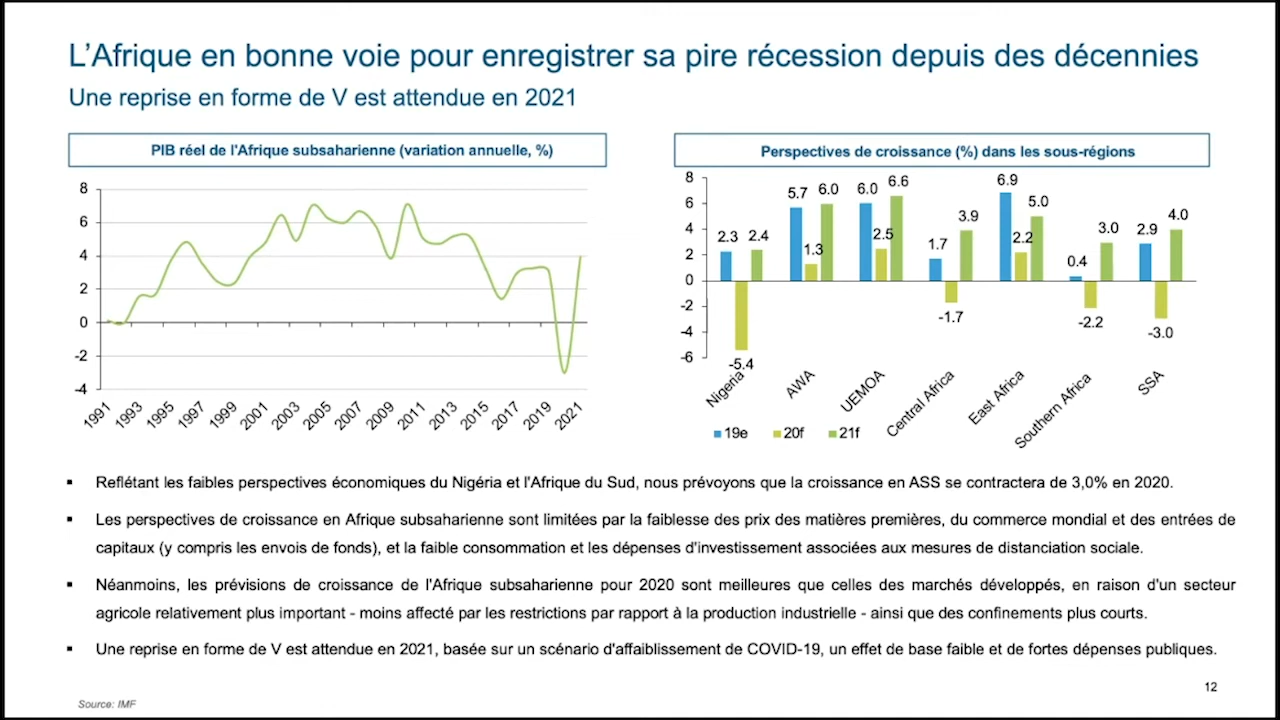 L'Afrique en bonne voie pour enregistrer sa pire récession depuis des décennies
Une reprise en forme de V est attendue en 2021
PIB réel de l'Afrique subsaharienne (variation annuelle, %)
8
6
4
2
0
-2
-4
1991
1993
1995
1997
1999
2001
2003
2005
2007
2009
2011
2013
2015
2017
2019
2021
Perspectives de croissance (%) dans les sous-régions
8
6
4
2
0
-2
-4
-6
2.3
-5.4
2.4
5.7
1.3
6.0
6.0
2.5
6.6
1.7
-1.7
3.9
6.9
2.2
5.0
0.4
-2.2
3.0
2.9
-3.0
4.0
Nigeria
AWA
UEMOA
Central Africa
East Africa
Southern Africa
SSA
19e
20f
21f
▪ Reflétant les faibles perspectives économiques du Nigéria et l'Afrique du Sud, nous prévoyons que la croissance en ASS se contractera de 3,0% en 2020.
▪ Les perspectives de croissance en Afrique subsaharienne sont limitées par la faiblesse des prix des matières premières, du commerce mondial et des entrées de
capitaux (y compris les envois de fonds), et la faible consommation et les dépenses d'investissement associées aux mesures de distanciation sociale.
▪ Néanmoins, les prévisions de croissance de l'Afrique subsaharienne pour 2020 sont meilleures que celles des marchés développés, en raison d'un secteur
agricole relativement plus important - moins affecté par les restrictions par rapport à la production industrielle - ainsi que des confinements plus courts.
▪ Une reprise en forme de V est attendue en 2021, basée sur un scénario d'affaiblissement de COVID-19, un effet de base faible et de fortes dépenses publiques.
12
Source: IMF